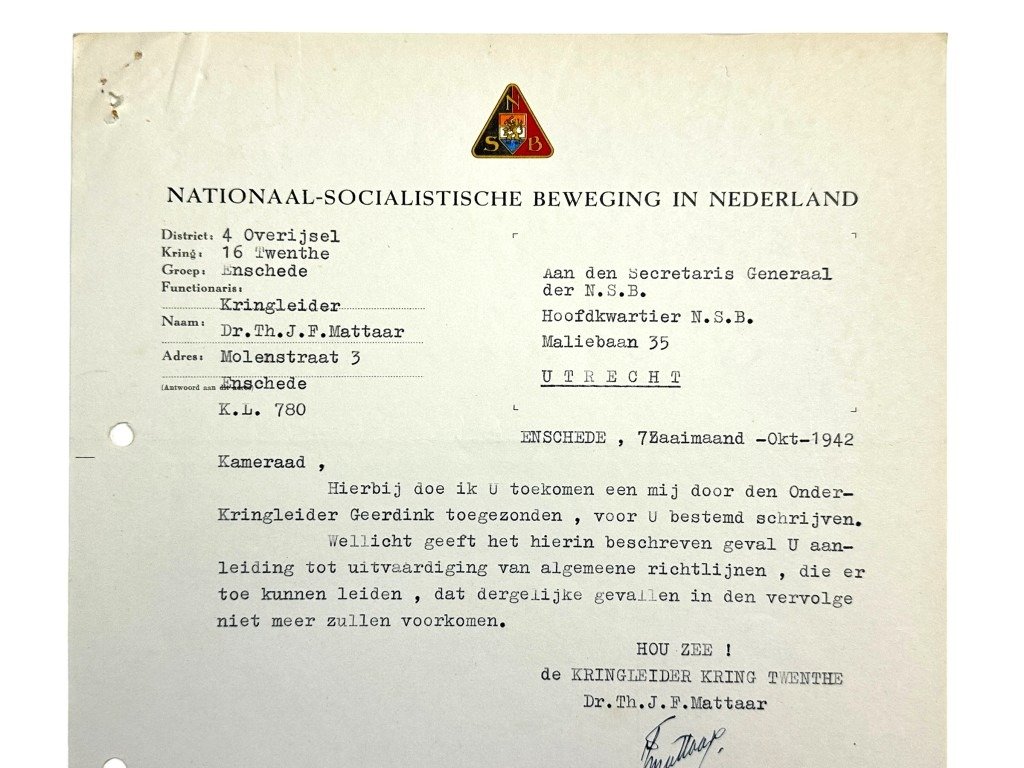 N
S B
NATIONAAL-SOCIALISTISCHE BEWEGING IN NEDERLAND
District: 4 Overijsel
Kring: 16 Twenthe
Groep: Enschede
Functionaris:
Kringleider
Naam: Dr.Th.J.F.Mattaar
Adres: Molenstraat 3
(Antwoord aan dit adres) Enschede
K.L. 780
Aan den Secretaris Generaal
der N.S.B.
Hoofdkwartier N.S.B.
Maliebaan 35
U T R E C H T
ENSCHEDE , 7Zaaimaand -Okt-1942
Kameraad ,
Hierbij doe ik U toekomen een mij door den Onder-
Kringleider Geerdink toegezonden , voor U bestemd schrijven.
Wellicht geeft het hierin beschreven geval U aan-
leiding tot uitvaardiging van algemeene richtlijnen , die er
toe kunnen leiden , dat dergelijke gevallen in den vervolge
niet meer zullen voorkomen.
HOU ZEE !
de KRINGLEIDER KRING TWENTHE
Dr.Th.J.F.Mattaar